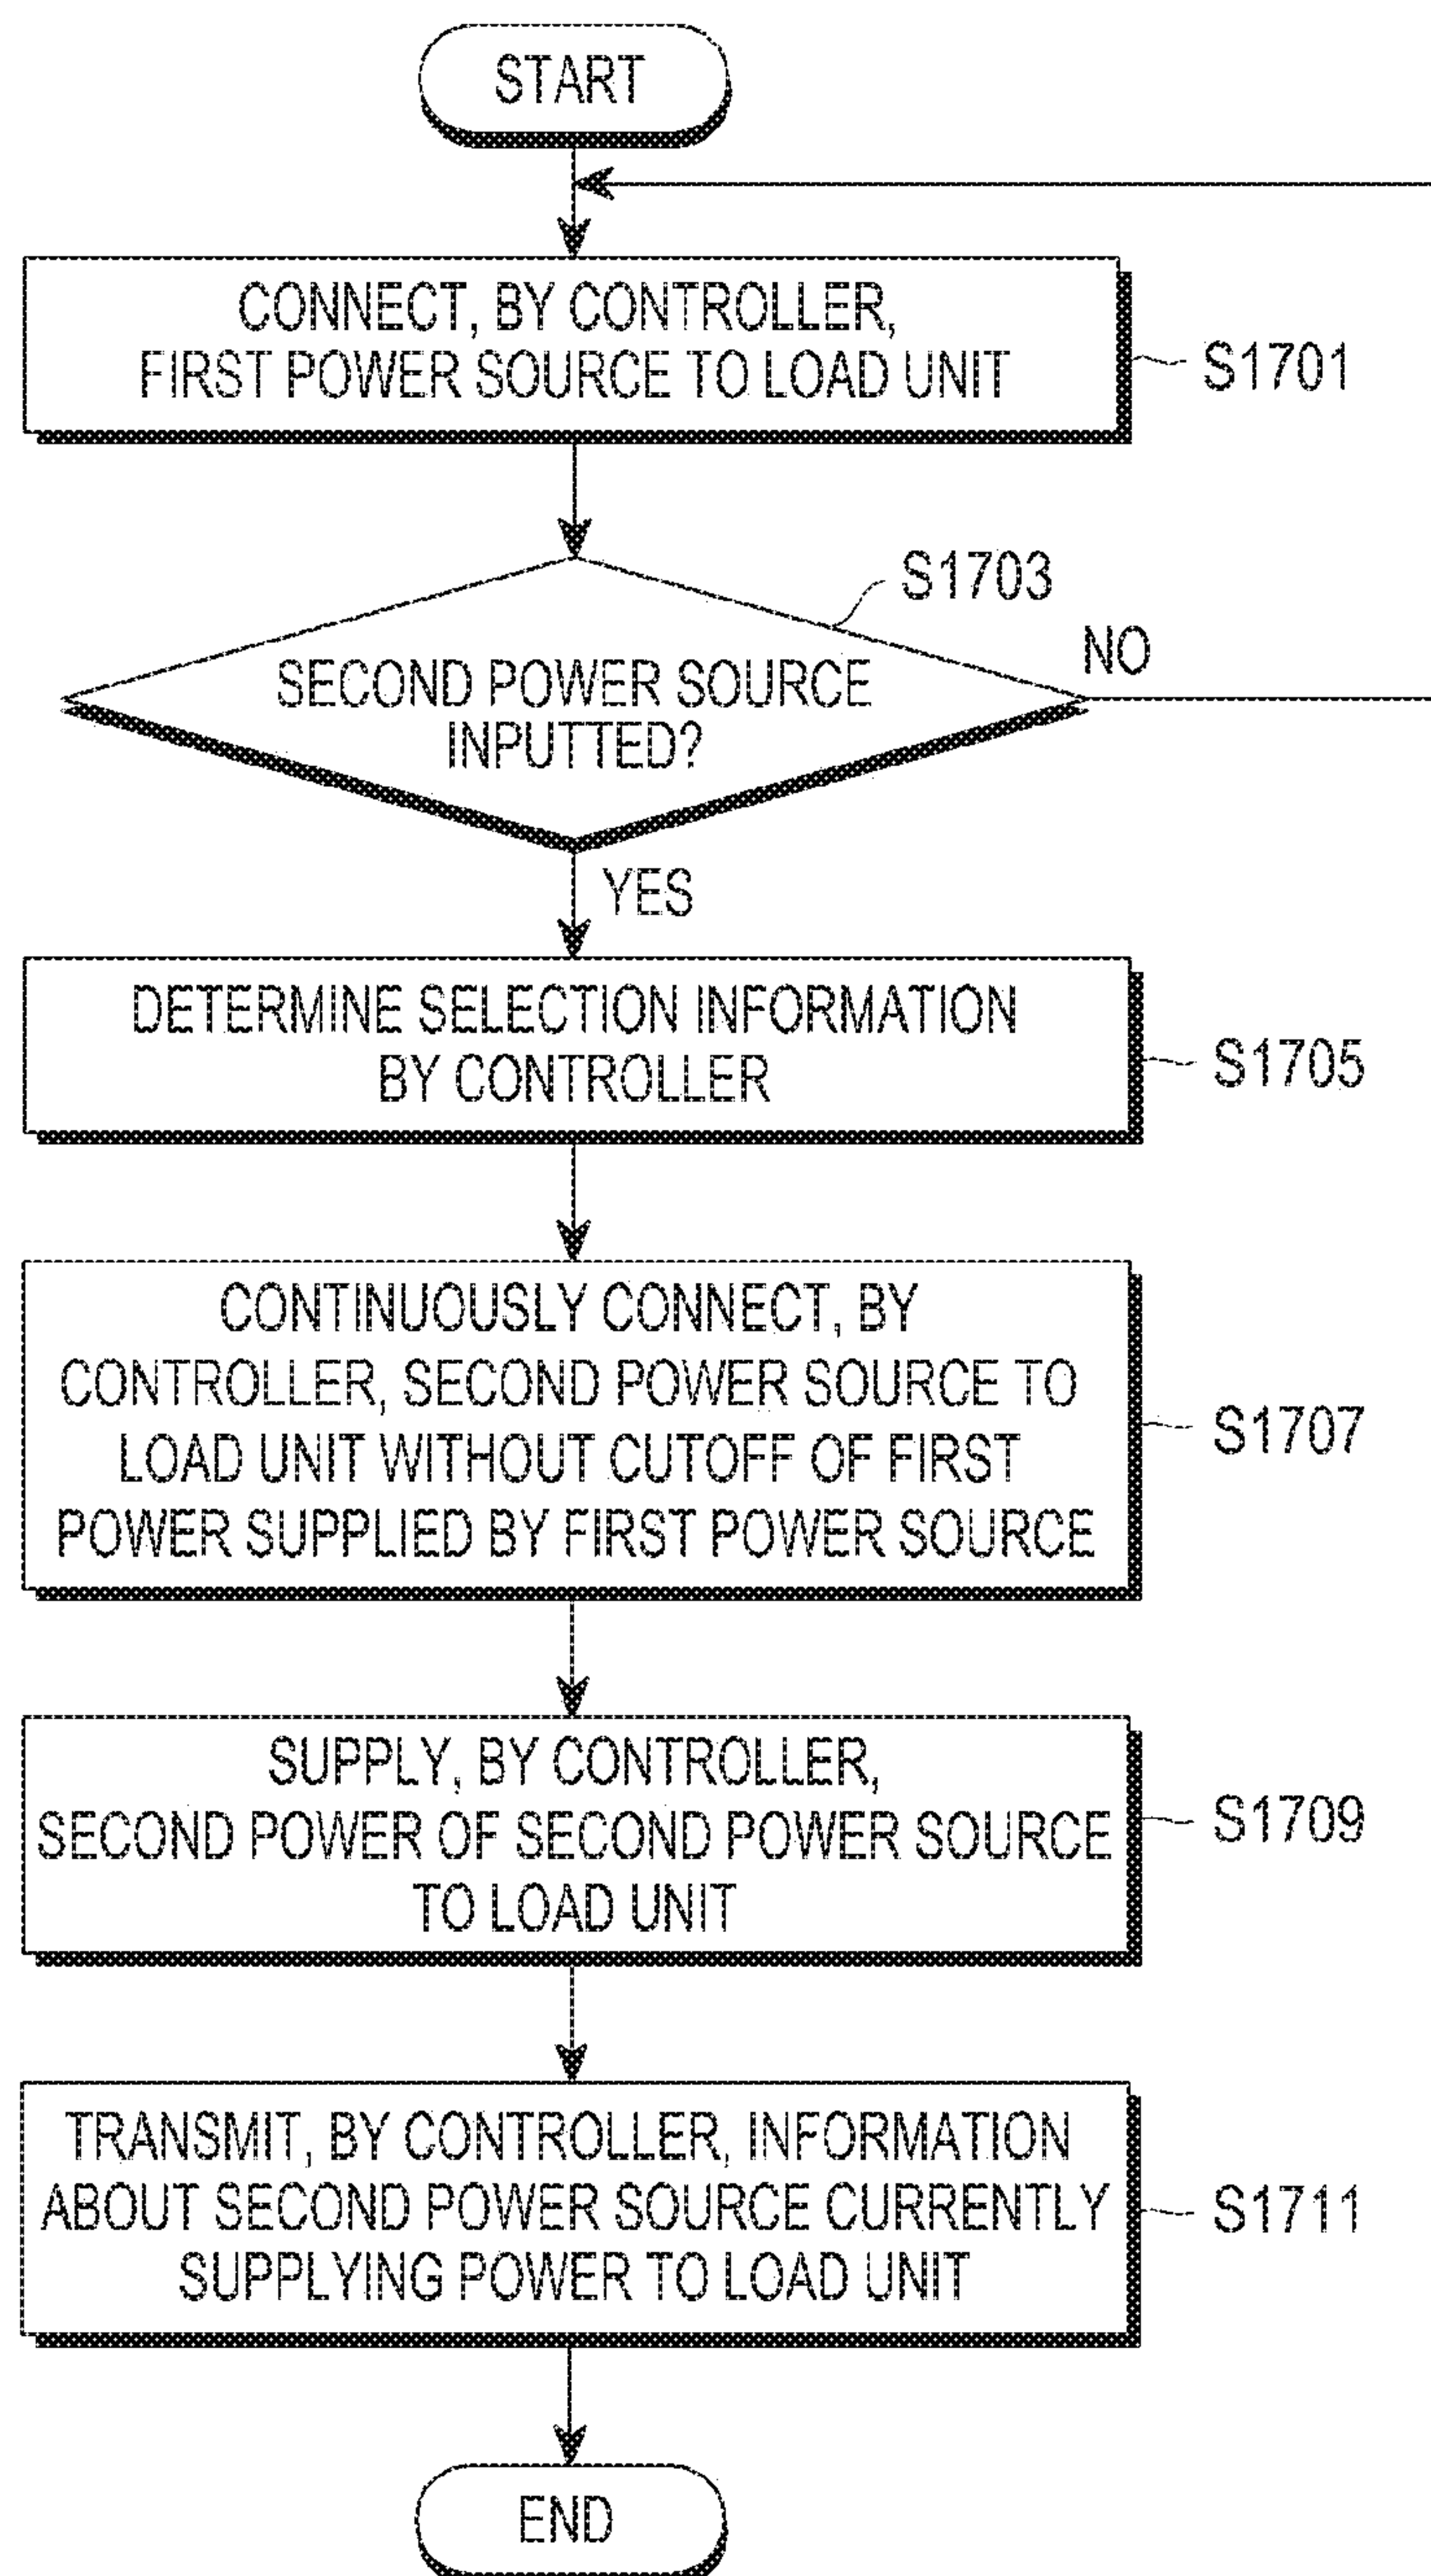 START
CONNECT, BY CONTROLLER,
FIRST POWER SOURCE TO LOAD UNIT
S1701
S1703
SECOND POWER SOURCE
INPUTTED?
NO
YES
DETERMINE SELECTION INFORMATION
BY CONTROLLER
S1705
CONTINUOUSLY CONNECT, BY
CONTROLLER, SECOND POWER SOURCE TO
LOAD UNIT WITHOUT CUTOFF OF FIRST
POWER SUPPLIED BY FIRST POWER SOURCE
S1707
SUPPLY, BY CONTROLLER,
SECOND POWER OF SECOND POWER SOURCE
TO LOAD UNIT
S1709
TRANSMIT, BY CONTROLLER, INFORMATION
ABOUT SECOND POWER SOURCE CURRENTLY
SUPPLYING POWER TO LOAD UNIT
S1711
END